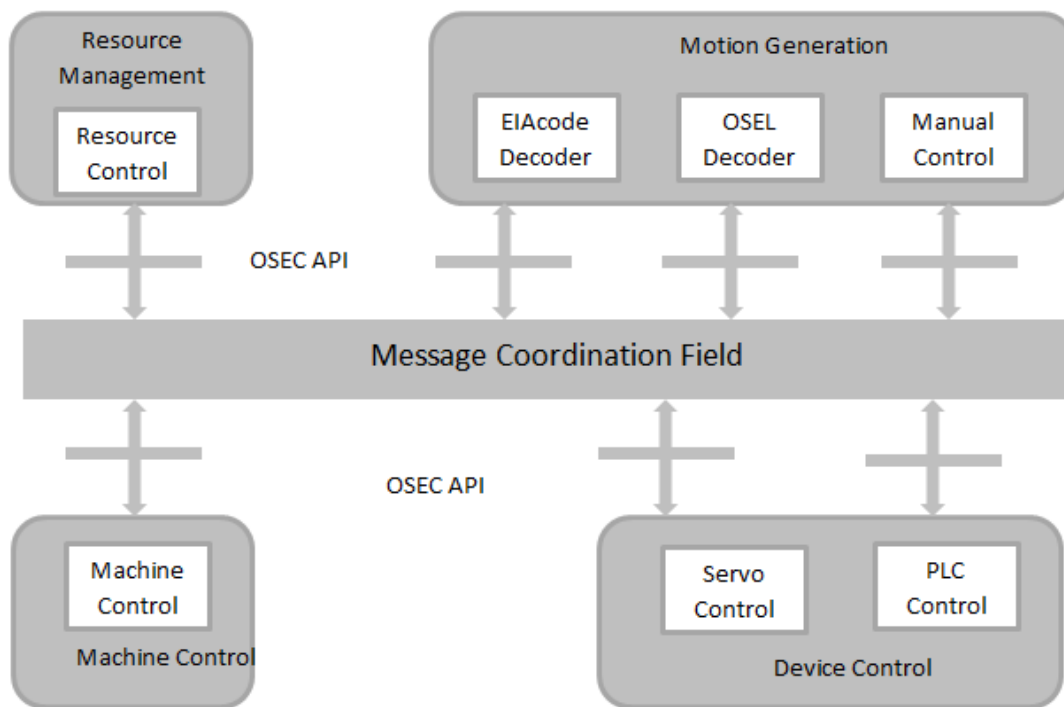 Resource
Management
Resource
Control
Motion Generation
EIAcode
Decoder
OSEL
Decoder
Manual
Control
OSEC API
Message Coordination Field
OSEC API
Machine
Control
Machine Control
Servo
Control
PLC
Control
Device Control